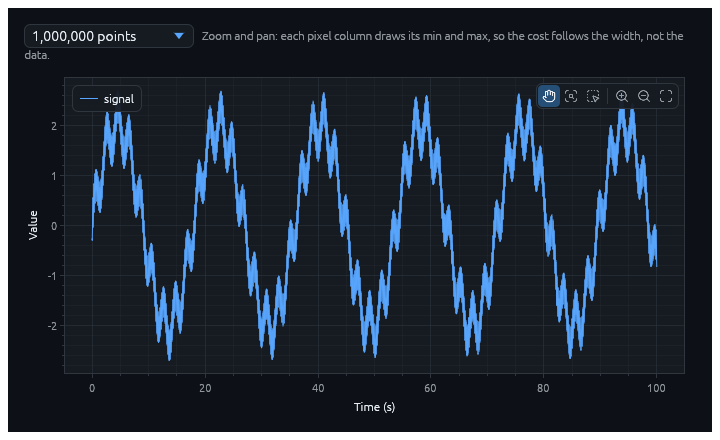 1,000,000 points
Zoom and pan: each pixel column draws its min and max, so the cost follows the width, not the
data.
signal
2
1
0
-1
-2
Value
0 20 40 60 80 100
Time (s)